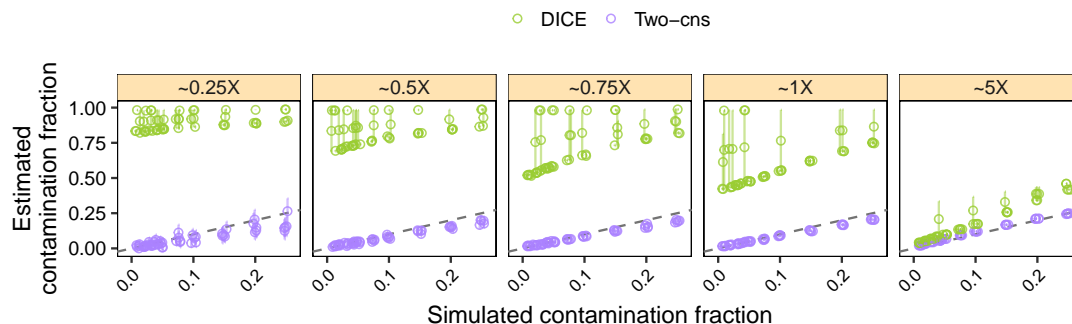 DICE Two-cns
~0.25X ~0.5X ~0.75X ~1X ~5X
Estimated
contamination fraction
1.00
0.75
0.50
0.25
0.00
0.0 0.1 0.2 0.0 0.1 0.2 0.0 0.1 0.2 0.0 0.1 0.2 0.0 0.1 0.2
Simulated contamination fraction